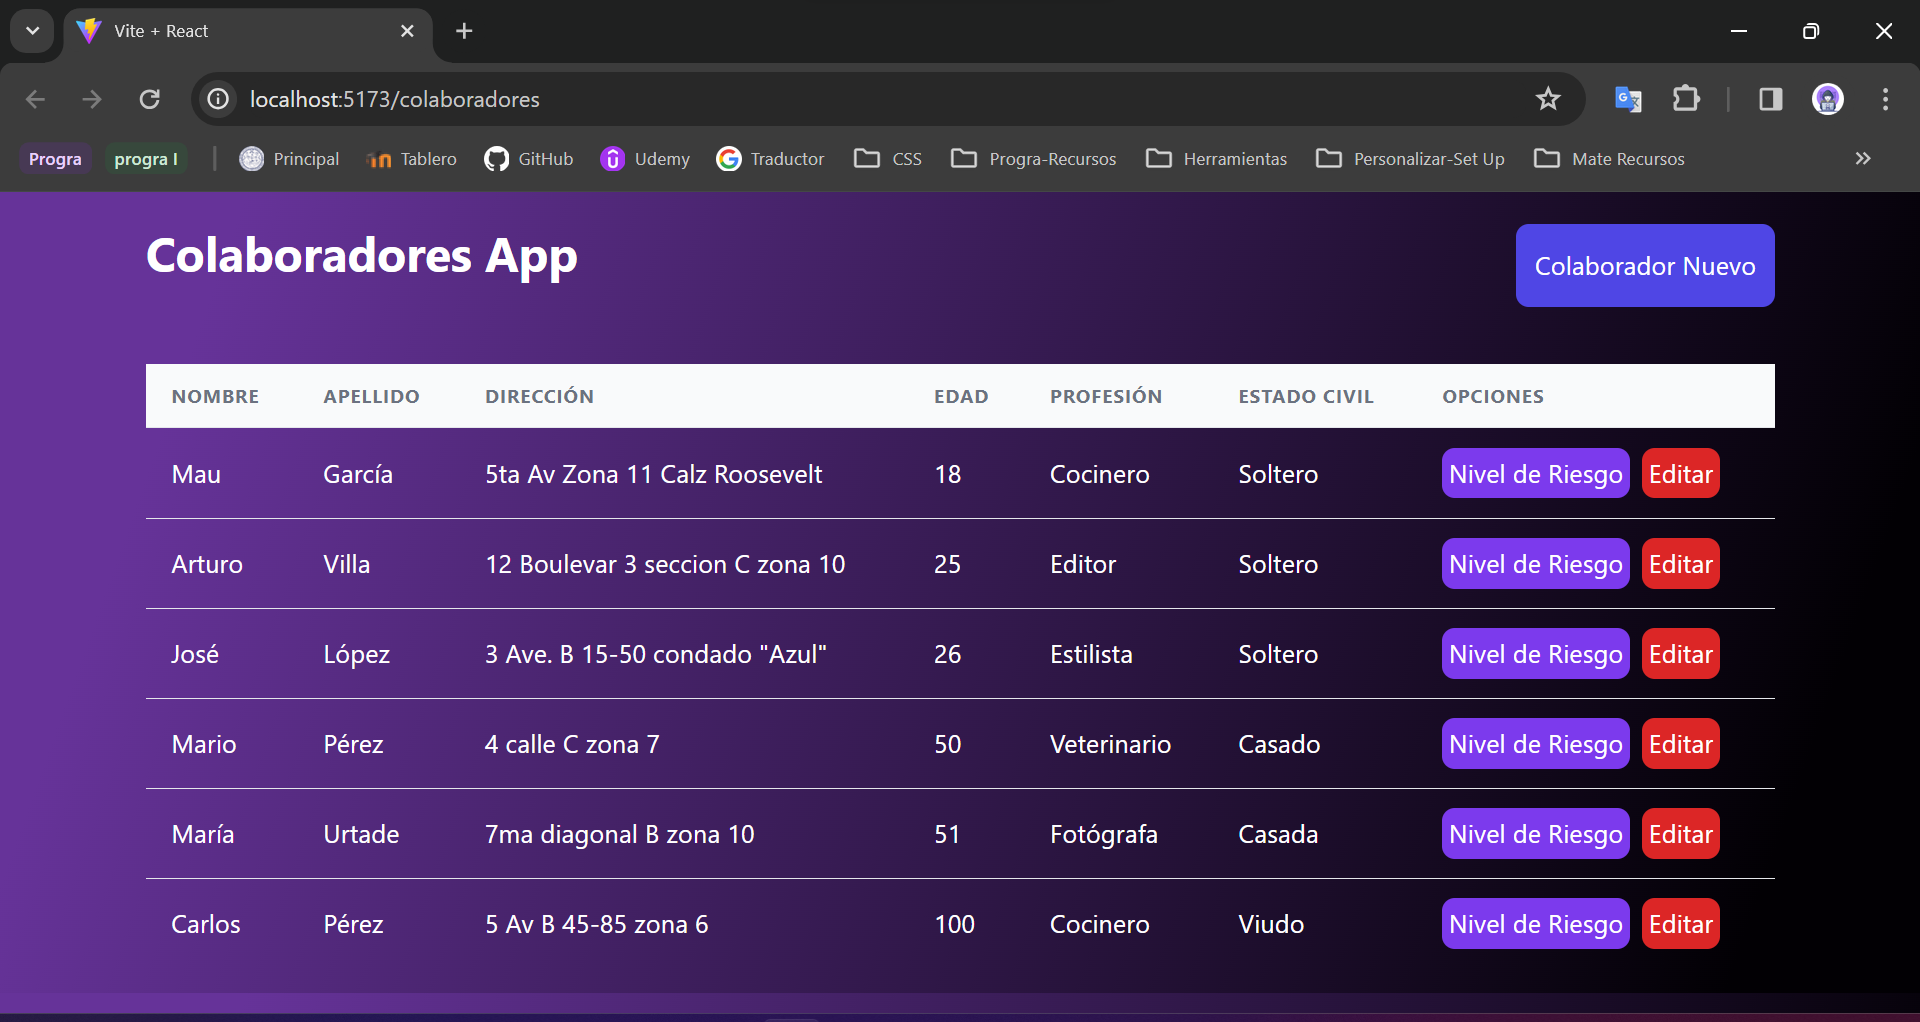 Vite + React
localhost:5173/colaboradores
Progra progra I Principal Tablero GitHub Udemy Traductor CSS Progra-Recursos Herramientas Personalizar-Set Up Mate Recursos
Colaboradores App
Colaborador Nuevo
NOMBRE APELLIDO DIRECCIÓN EDAD PROFESIÓN ESTADO CIVIL OPCIONES
Mau García 5ta Av Zona 11 Calz Roosevelt 18 Cocinero Soltero Nivel de Riesgo Editar
Arturo Villa 12 Boulevar 3 seccion C zona 10 25 Editor Soltero Nivel de Riesgo Editar
José López 3 Ave. B 15-50 condado "Azul" 26 Estilista Soltero Nivel de Riesgo Editar
Mario Pérez 4 calle C zona 7 50 Veterinario Casado Nivel de Riesgo Editar
María Urtade 7ma diagonal B zona 10 51 Fotógrafa Casada Nivel de Riesgo Editar
Carlos Pérez 5 Av B 45-85 zona 6 100 Cocinero Viudo Nivel de Riesgo Editar